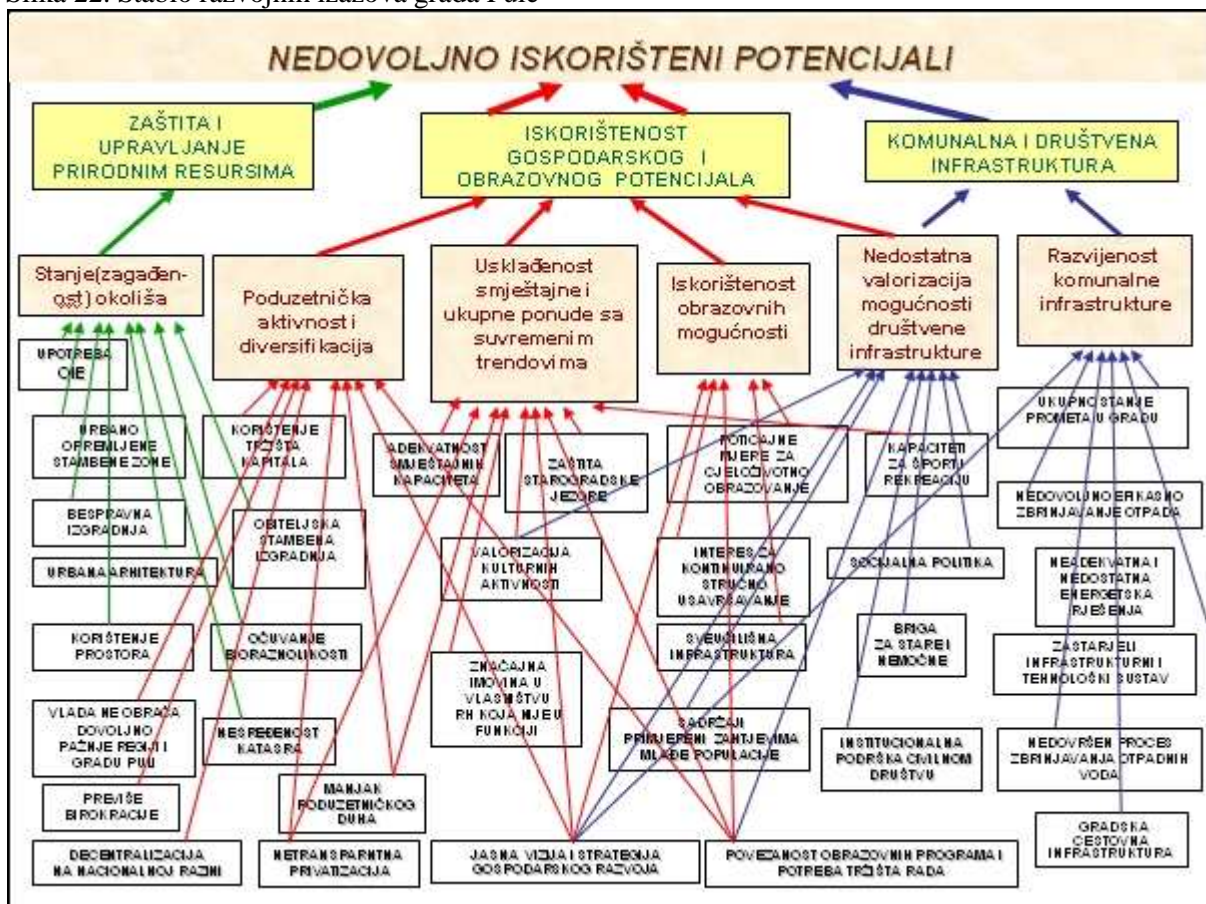 NEDOVOLJNO ISKORIŠTENI POTENCIJALI
ZAŠTITA I
UPRAVLJANJE
PRIRODNIM RESURSIMA
ISKORIŠTENOST
GOSPODARSKOG I
OBRAZOVNOG POTENCIJALA
KOMUNALNA I DRUŠTVENA
INFRASTRUKTURA
Stanje(zagađen-
ost) okoliša
Poduzetnička
aktivnost i
diversifikacija
Usklađenost
smještajne i
ukupne ponude sa
suvremenim
trendovima
Iskorištenost
obrazovnih
mogućnosti
Nedostatna
valorizacija
mogućnosti
društvene
infrastrukture
Razvijenost
komunalne
infrastrukture
UPOTREBA
OIE
URBANO
OPREMLJENE
STAMBENE ZONE
KORIŠTENJE
TRŽIŠTA
KAPITALA
ADEKVATNOST
SMJEŠTAJNIH
KAPACITETA
ZAŠTITA
STAROGRADSKE
JEZGRE
POTICAJNE
MJERE ZA
CJELOŽIVOTNO
OBRAZOVANJE
KAPACITETI
ZA ŠPORT I
REKREACIJU
UKUPNO STANJE
PROMETA U GRADU
BESPRAVNA
IZGRADNJA
OBITELJSKA
STAMBENA
IZGRADNJA
NEDOVOLJNO EFIKASNO
ZBRINJAVANJE OTPADA
URBANA ARHITEKTURA
VALORIZACIJA
KULTURNIH
AKTIVNOSTI
INTERES ZA
KONTINUIRANO
STRUČNO
USAVRŠAVANJE
SOCIJALNA POLITIKA
NEADEKVATNA I
NEDOSTATNA
ENERGETSKA
RJEŠENJA
KORIŠTENJE
PROSTORA
OČUVANJE
BIORAZNOLIKOSTI
ZNAČAJNA
IMOVINA U
VLASNIŠTVU
RH KOJA NIJE U
FUNKCIJI
SVEUČILIŠNA
INFRASTRUKTURA
BRIGA
ZA STARE I
NEMOĆNE
ZASTARJELI
INFRASTRUKTURNI I
TEHNOLOŠKI SUSTAV
VLADA NE OBRAĆA
DOVOLJNO
PAŽNJE REGIJI I
GRADU PULI
NESREĐENOST
KATASRA
SADRŽAJI
PRIMJERENI ZAHTJEVIMA
MLAĐE POPULACIJE
INSTITUCIONALNA
PODRŠKA CIVILNOM
DRUŠTVU
NEDOVRŠEN PROCES
ZBRINJAVANJA OTPADNIH
VODA
PREVIŠE
BIROKRACIJE
MANJAK
PODUZETNIČKOG
DUHA
GRADSKA
CESTOVNA
INFRASTRUKTURA
DECENTRALIZACIJA
NA NACIONALNOJ RAZINI
NETRANSPARNTNA
PRIVATIZACIJA
JASNA VIZIJA I STRATEGIJA
GOSPODARSKOG RAZVOJA
POVEZANOST OBRAZOVNIH PROGRAMA I
POTREBA TRŽIŠTA RADA